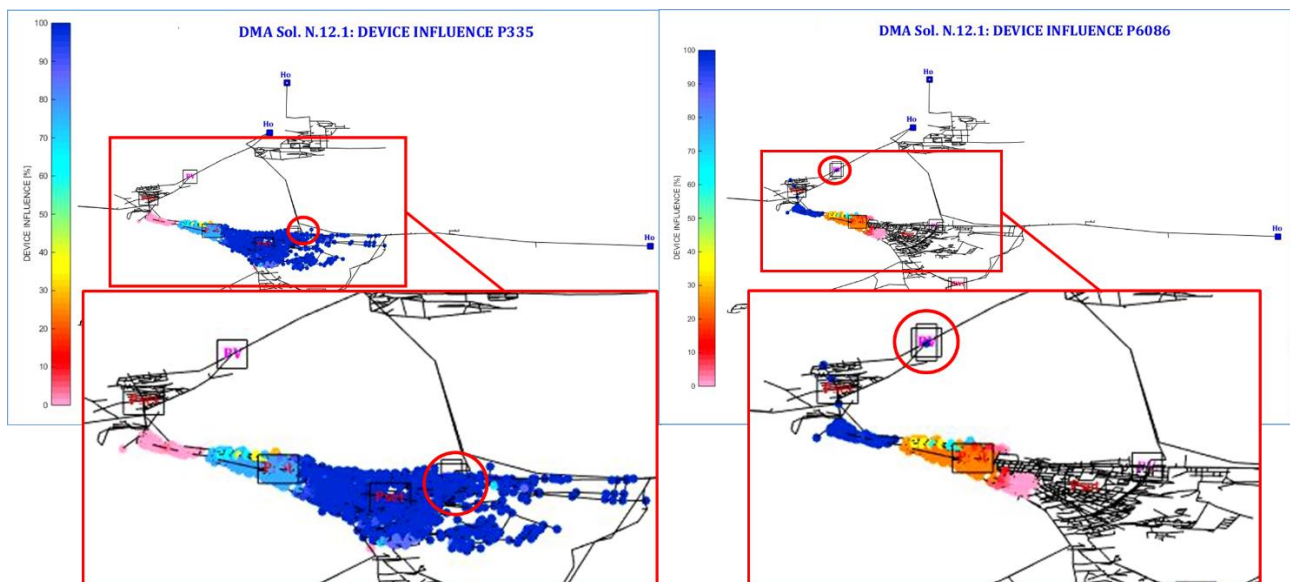 DMA Sol. N.12.1: DEVICE INFLUENCE P335
100
90
80
70
60
50
40
30
20
10
0
DEVICE INFLUENCE [%]
Ho
Ho
PV
Ho
PV
DMA Sol. N.12.1: DEVICE INFLUENCE P6086
100
90
80
70
60
50
40
30
20
10
0
DEVICE INFLUENCE [%]
Ho
Ho
Ho
PV
PV